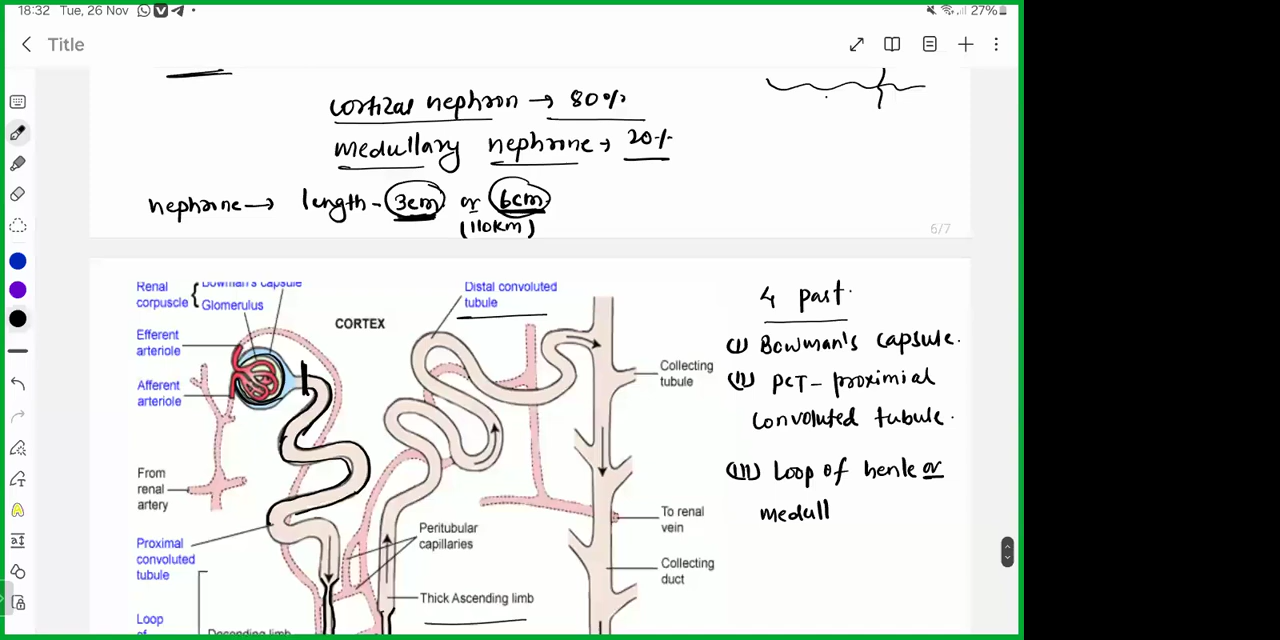 18:32 Tue, 26 Nov
27%
Title
cortical nephron → 80%
medullary nephrone → 20%
nephrone → length - 3cm or 6cm
(110km)
6/7
Renal corpuscle
Bowman's capsule
Glomerulus
Efferent arteriole
Afferent arteriole
From renal artery
Proximal convoluted tubule
Loop of
Descending limb
CORTEX
Distal convoluted tubule
Peritubular capillaries
Thick Ascending limb
Collecting tubule
To renal vein
Collecting duct
4 part.
(I) Bowman's capsule.
(II) PCT - proximial
convoluted tubule.
(III) Loop of henle or
medull